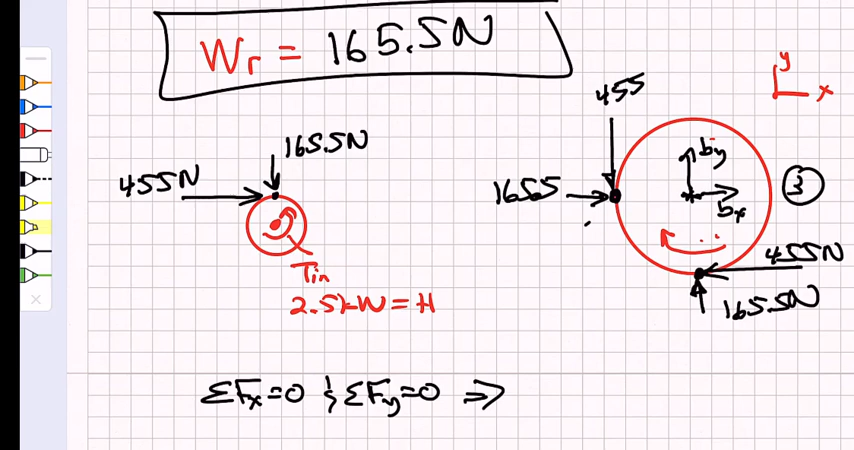 Wr = 165.5N
y
x
455
165.5N
455N
by
bx
1655
3
455N
165.5N
Tin
2.5kW = H
ΣFx=0 & ΣFy=0 ⇒